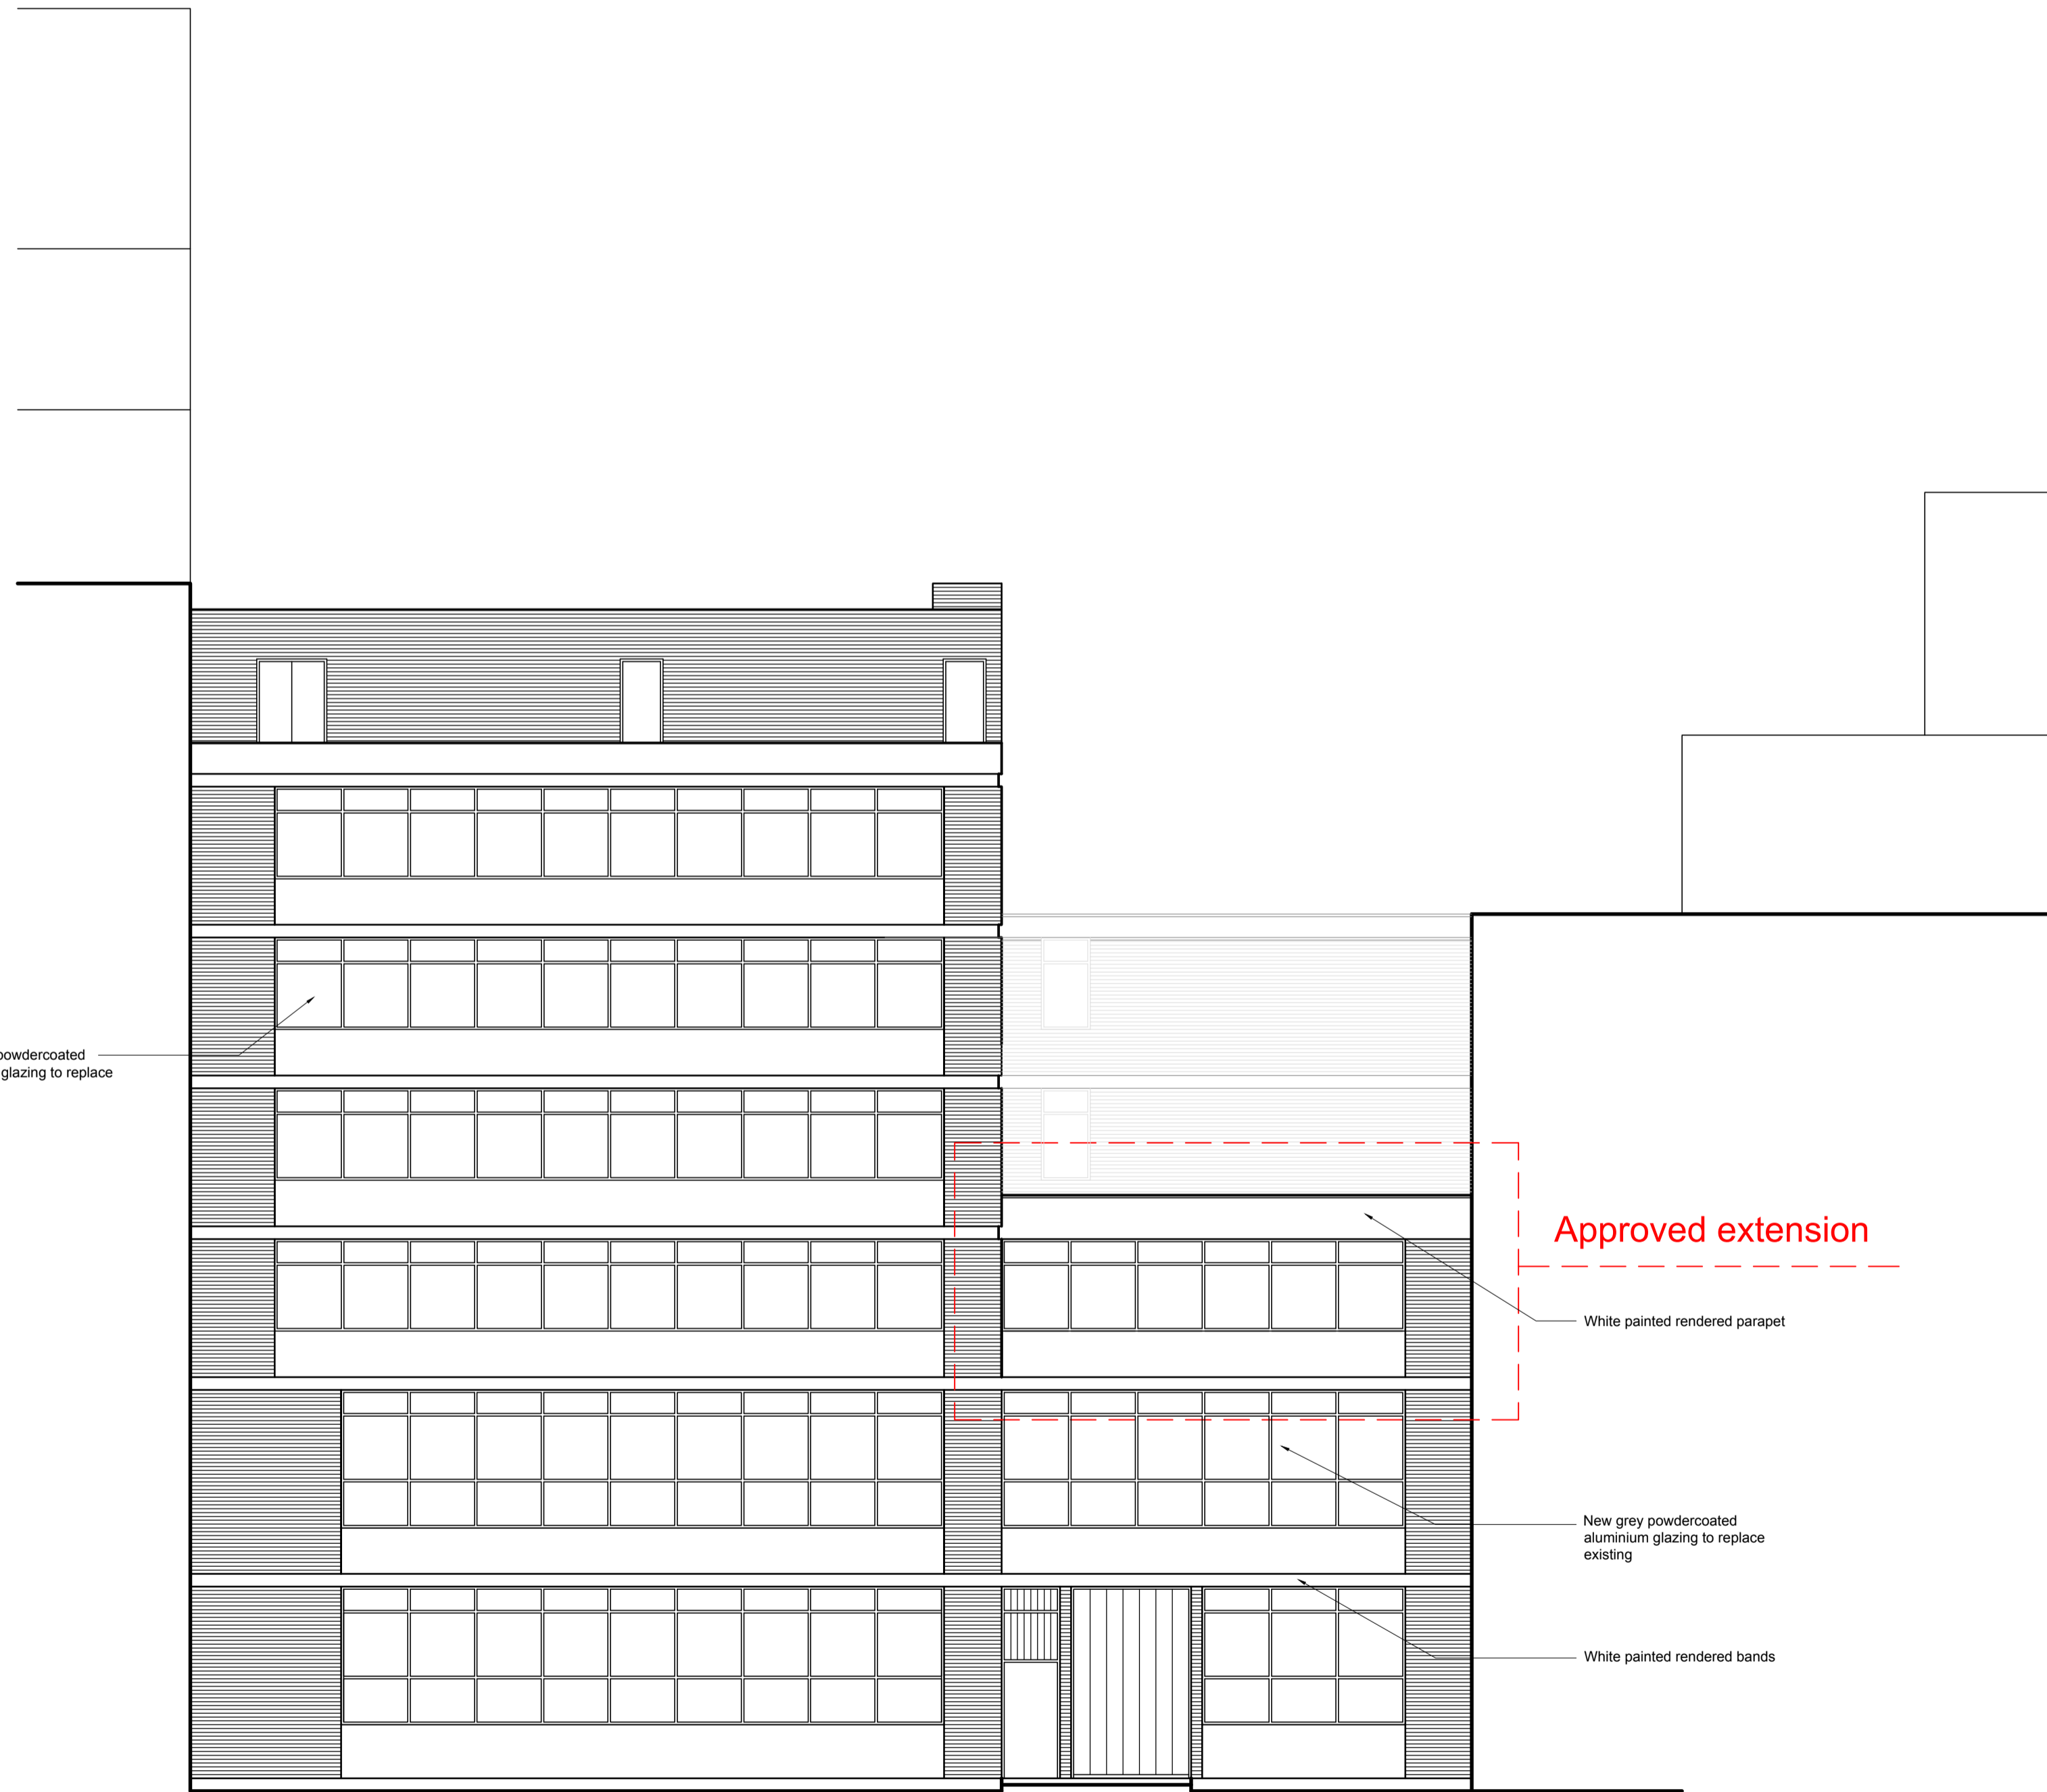 powdercoated
glazing to replace
Approved extension
White painted rendered parapet
New grey powdercoated
aluminium glazing to replace
existing
White painted rendered bands